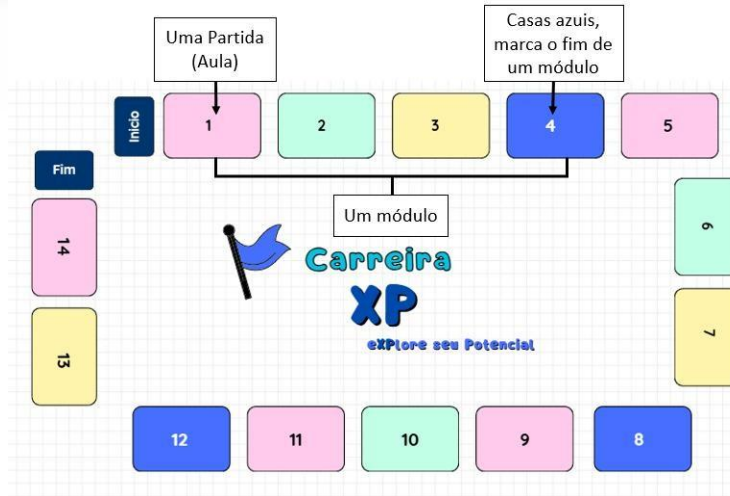 Uma Partida
(Aula)
Casas azuis,
marca o fim de
um módulo
Inicio
1
2
3
4
5
Fim
Um módulo
6
14
Carreira
XP
eXPlore seu Potencial
7
13
12
11
10
9
8